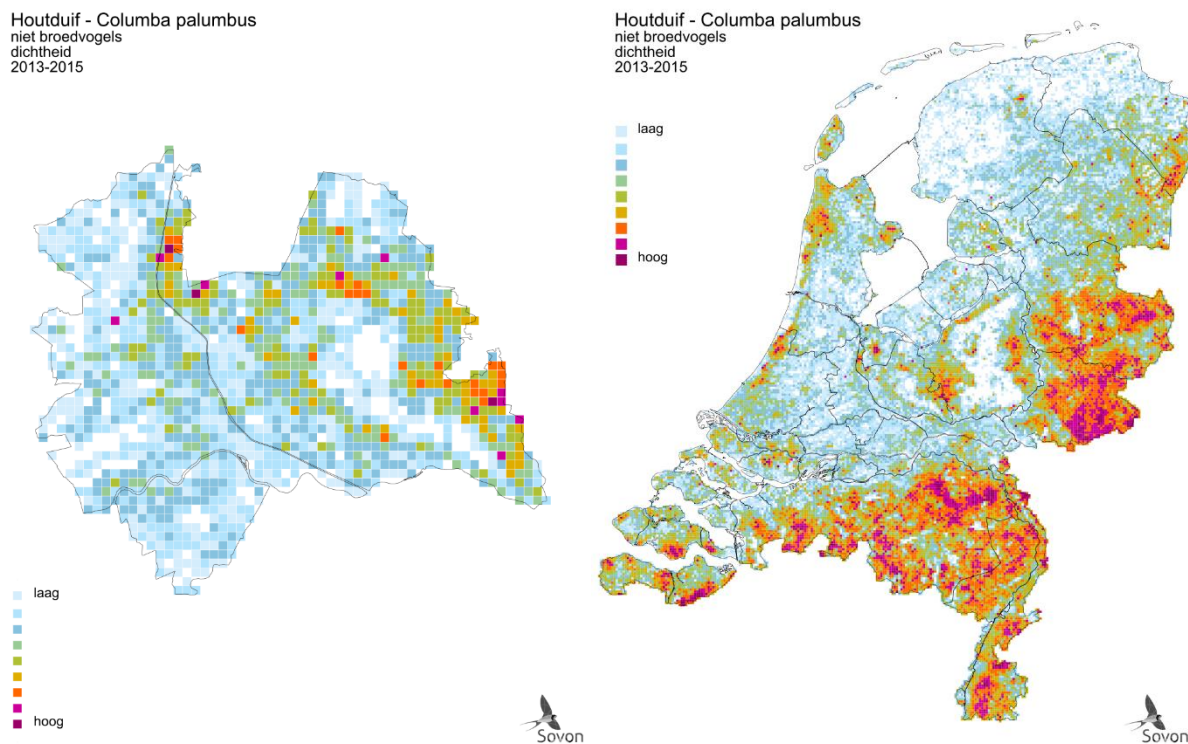 Houtduif - Columba palumbus
niet broedvogels
dichtheid
2013-2015
laag
hoog
Sovon
Houtduif - Columba palumbus
niet broedvogels
dichtheid
2013-2015
laag
hoog
Sovon